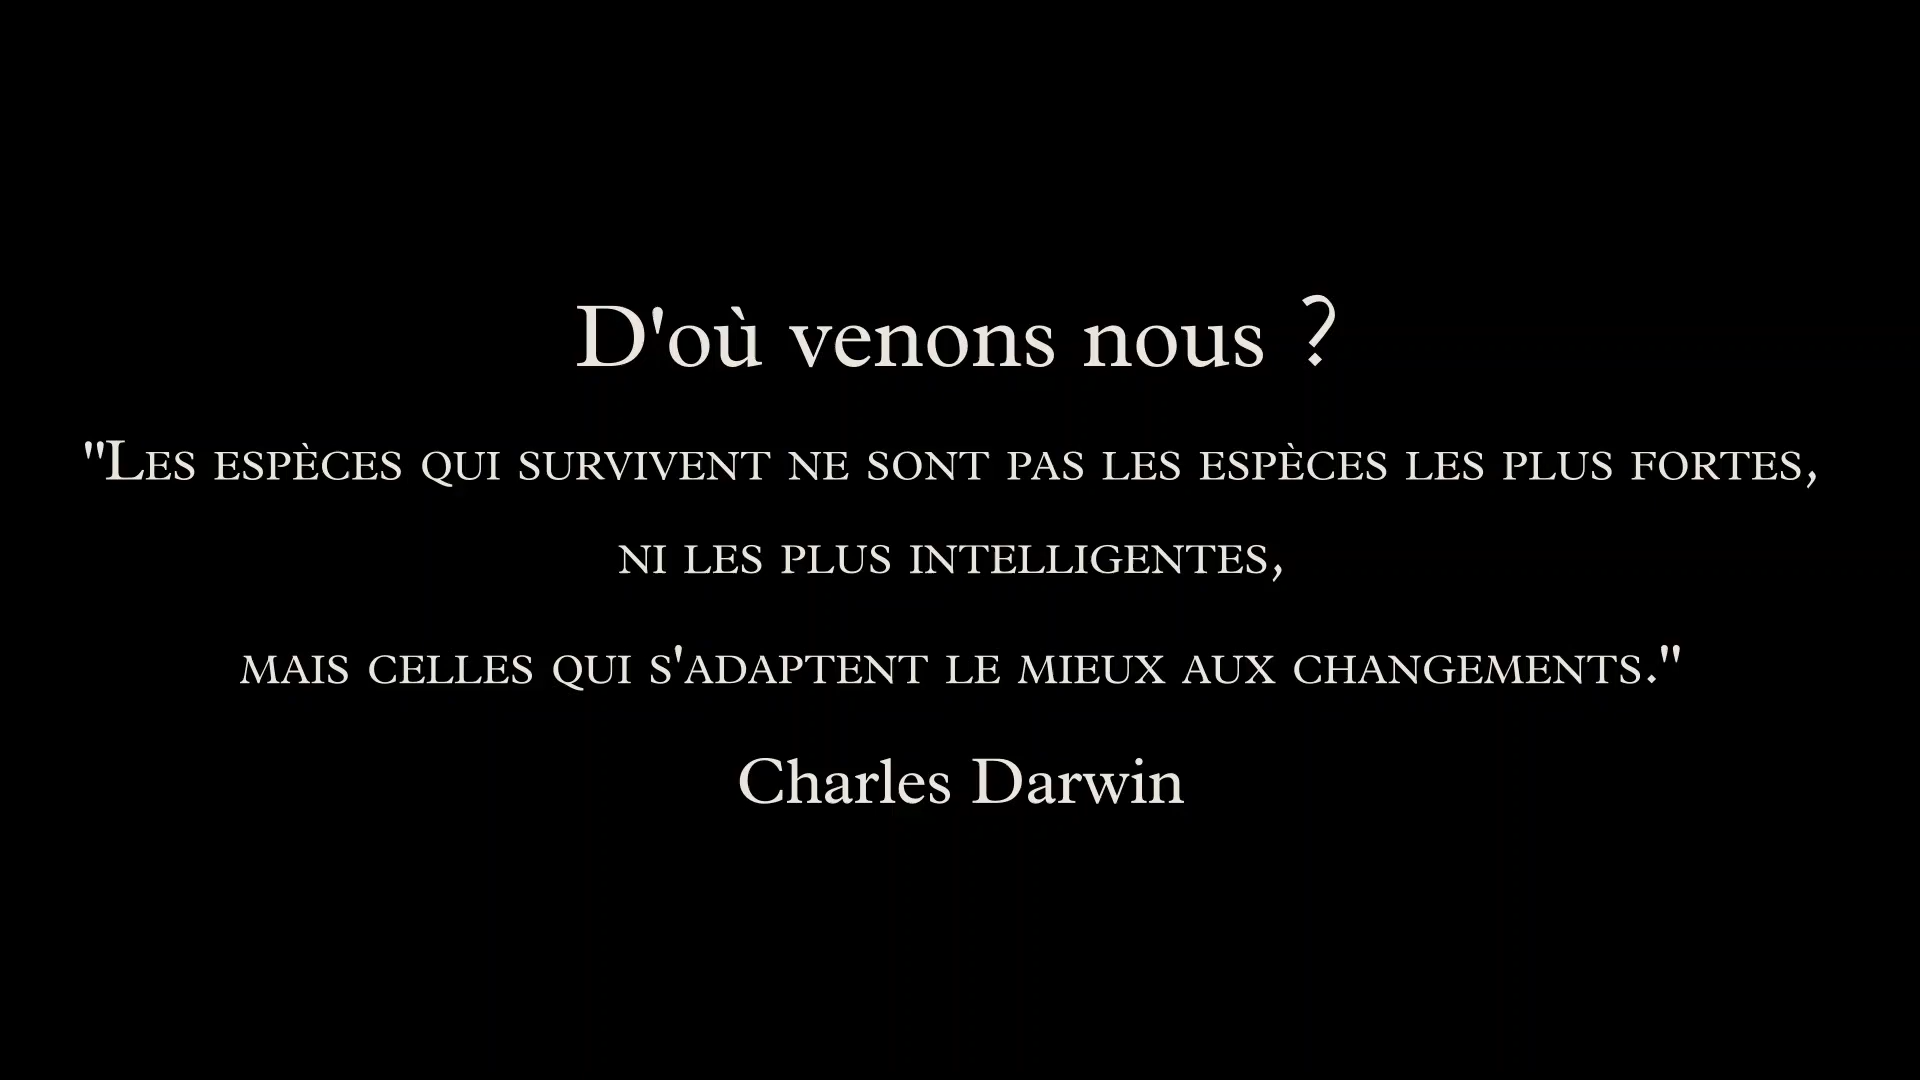 D'où venons nous ?
"Les espèces qui survivent ne sont pas les espèces les plus fortes,
ni les plus intelligentes,
mais celles qui s'adaptent le mieux aux changements."
Charles Darwin